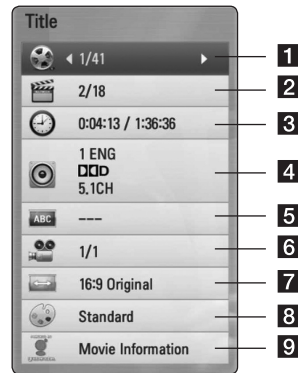 Title
1/41
1
2/18
2
0:04:13 / 1:36:36
3
1 ENG
DD D
5.1CH
4
ABC
---
5
1/1
6
16:9 Original
7
Standard
8
Movie Information
9